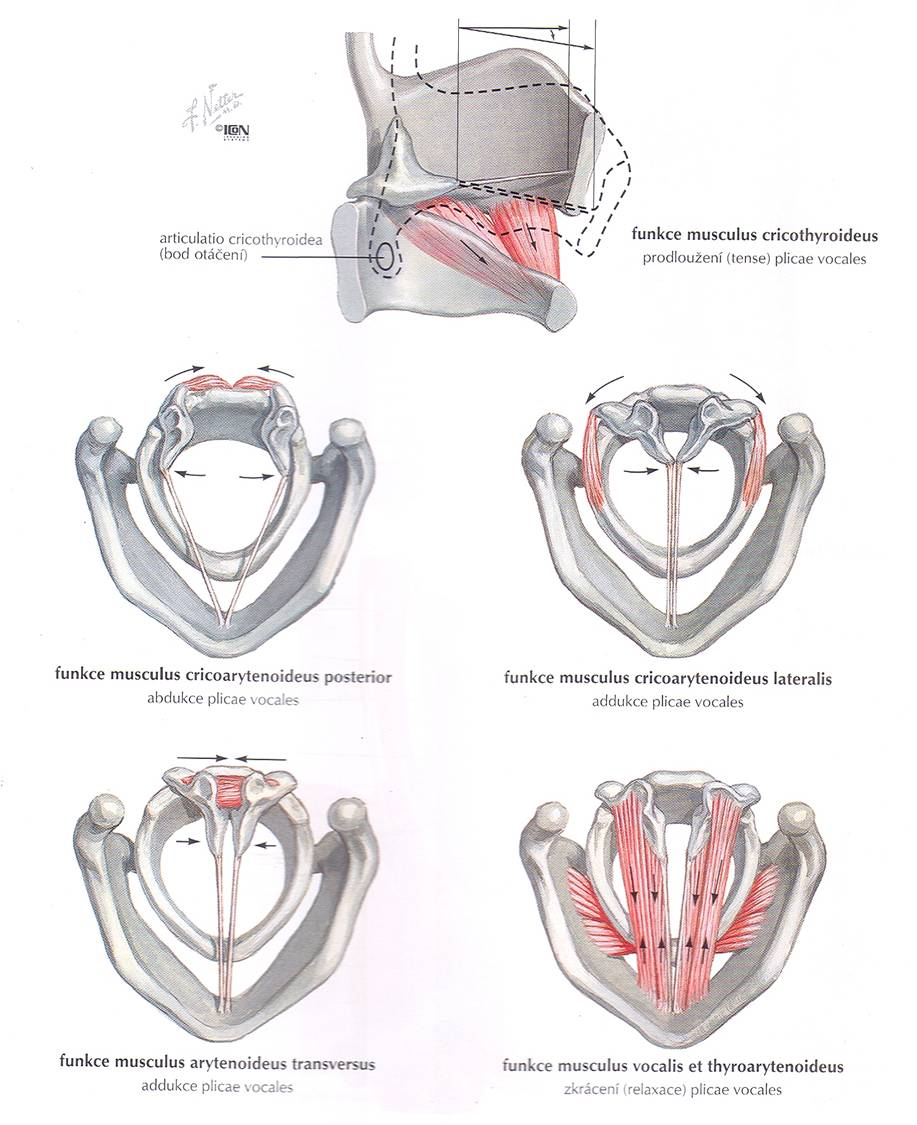 F. Netter
M.D.
©ICON
funkce musculus cricothyroideus
prodloužení (tense) plicae vocales
articulatio cricothyroidea
(bod otáčení)
funkce musculus cricoarytenoideus posterior
abdukce plicae vocales
funkce musculus cricoarytenoideus lateralis
addukce plicae vocales
funkce musculus arytenoideus transversus
addukce plicae vocales
funkce musculus vocalis et thyroarytenoideus
zkrácení (relaxace) plicae vocales